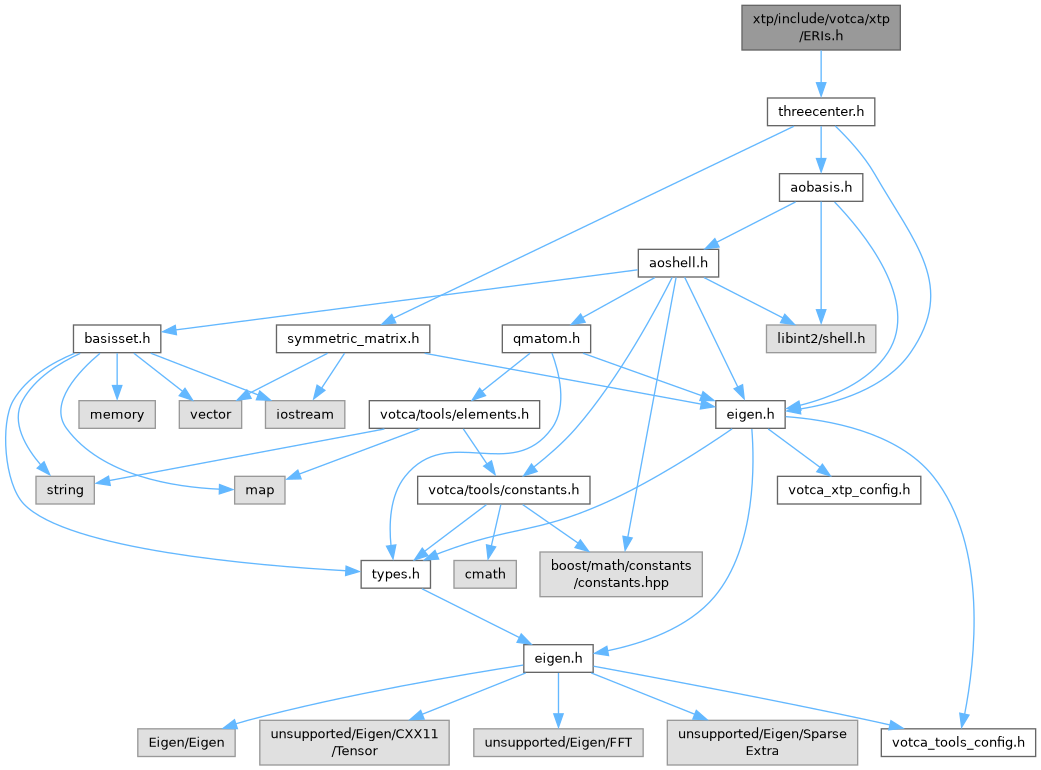 xtp/include/votca/xtp
/ERIs.h
threecenter.h
aobasis.h
aoshell.h
basisset.h
symmetric_matrix.h
qmatom.h
libint2/shell.h
memory
vector
iostream
votca/tools/elements.h
eigen.h
string
map
votca/tools/constants.h
votca_xtp_config.h
types.h
cmath
boost/math/constants
/constants.hpp
eigen.h
Eigen/Eigen
unsupported/Eigen/CXX11
/Tensor
unsupported/Eigen/FFT
unsupported/Eigen/Sparse
Extra
votca_tools_config.h